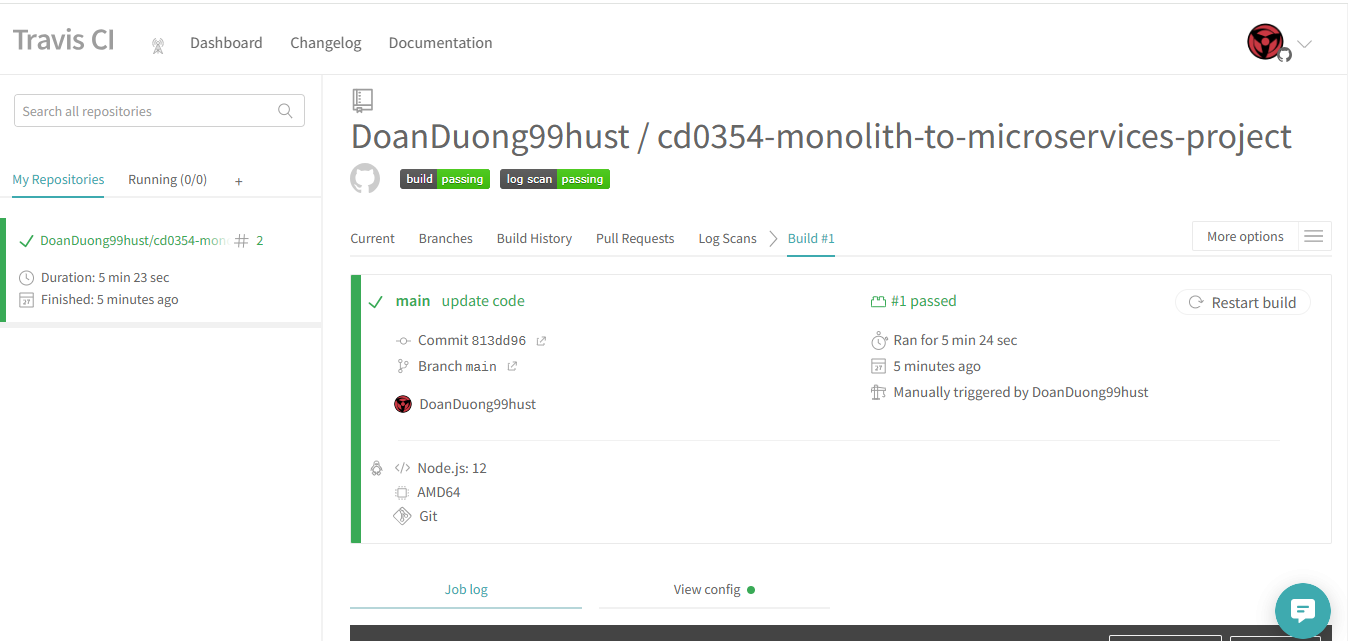 Travis CI
Dashboard
Changelog
Documentation
Search all repositories
My Repositories
Running (0/0)
+
DoanDuong99hust/cd0354-mon
# 2
Duration: 5 min 23 sec
27 Finished: 5 minutes ago
DoanDuong99hust / cd0354-monolith-to-microservices-project
build passing
log scan passing
Current
Branches
Build History
Pull Requests
Log Scans
Build #1
More options
main update code
Commit 813dd96
Branch main
DoanDuong99hust
#1 passed
Ran for 5 min 24 sec
27 5 minutes ago
Manually triggered by DoanDuong99hust
Restart build
</> Node.js: 12
AMD64
Git
Job log
View config